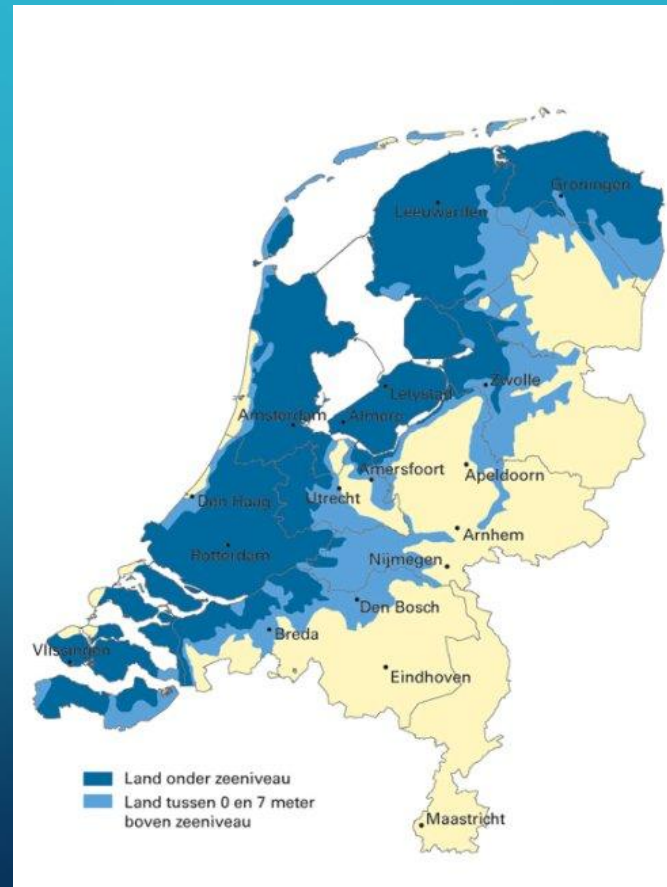 Groningen
Leeuwarden
Zwolle
Lelystad
Amsterdam
Almere
Amersfoort
Apeldoorn
Den Haag
Utrecht
Arnhem
Rotterdam
Nijmegen
Den Bosch
Breda
Vlissingen
Eindhoven
Land onder zeeniveau
Land tussen 0 en 7 meter
boven zeeniveau
Maastricht